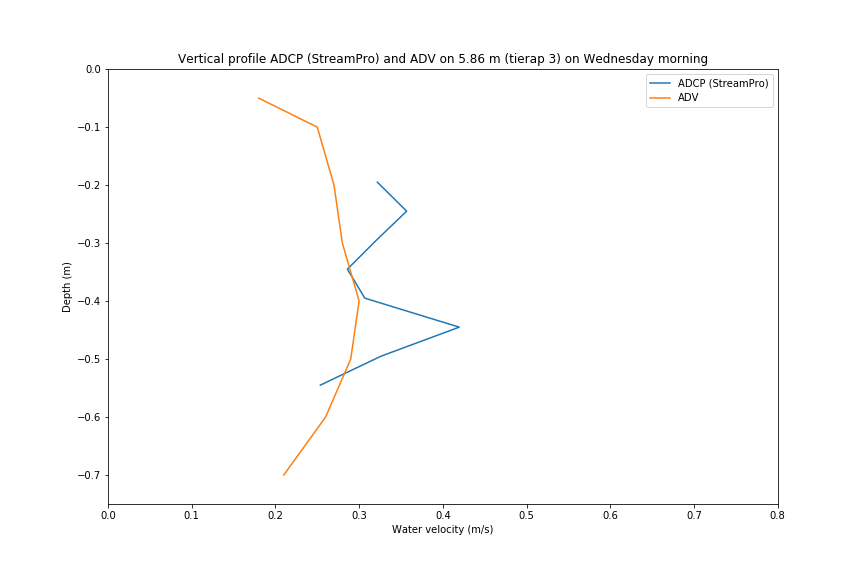 Vertical profile ADCP (StreamPro) and ADV on 5.86 m (tierap 3) on Wednesday morning
ADCP (StreamPro)
ADV
0.0
−0.1
−0.2
−0.3
−0.4
−0.5
−0.6
−0.7
Depth (m)
0.0 0.1 0.2 0.3 0.4 0.5 0.6 0.7 0.8
Water velocity (m/s)